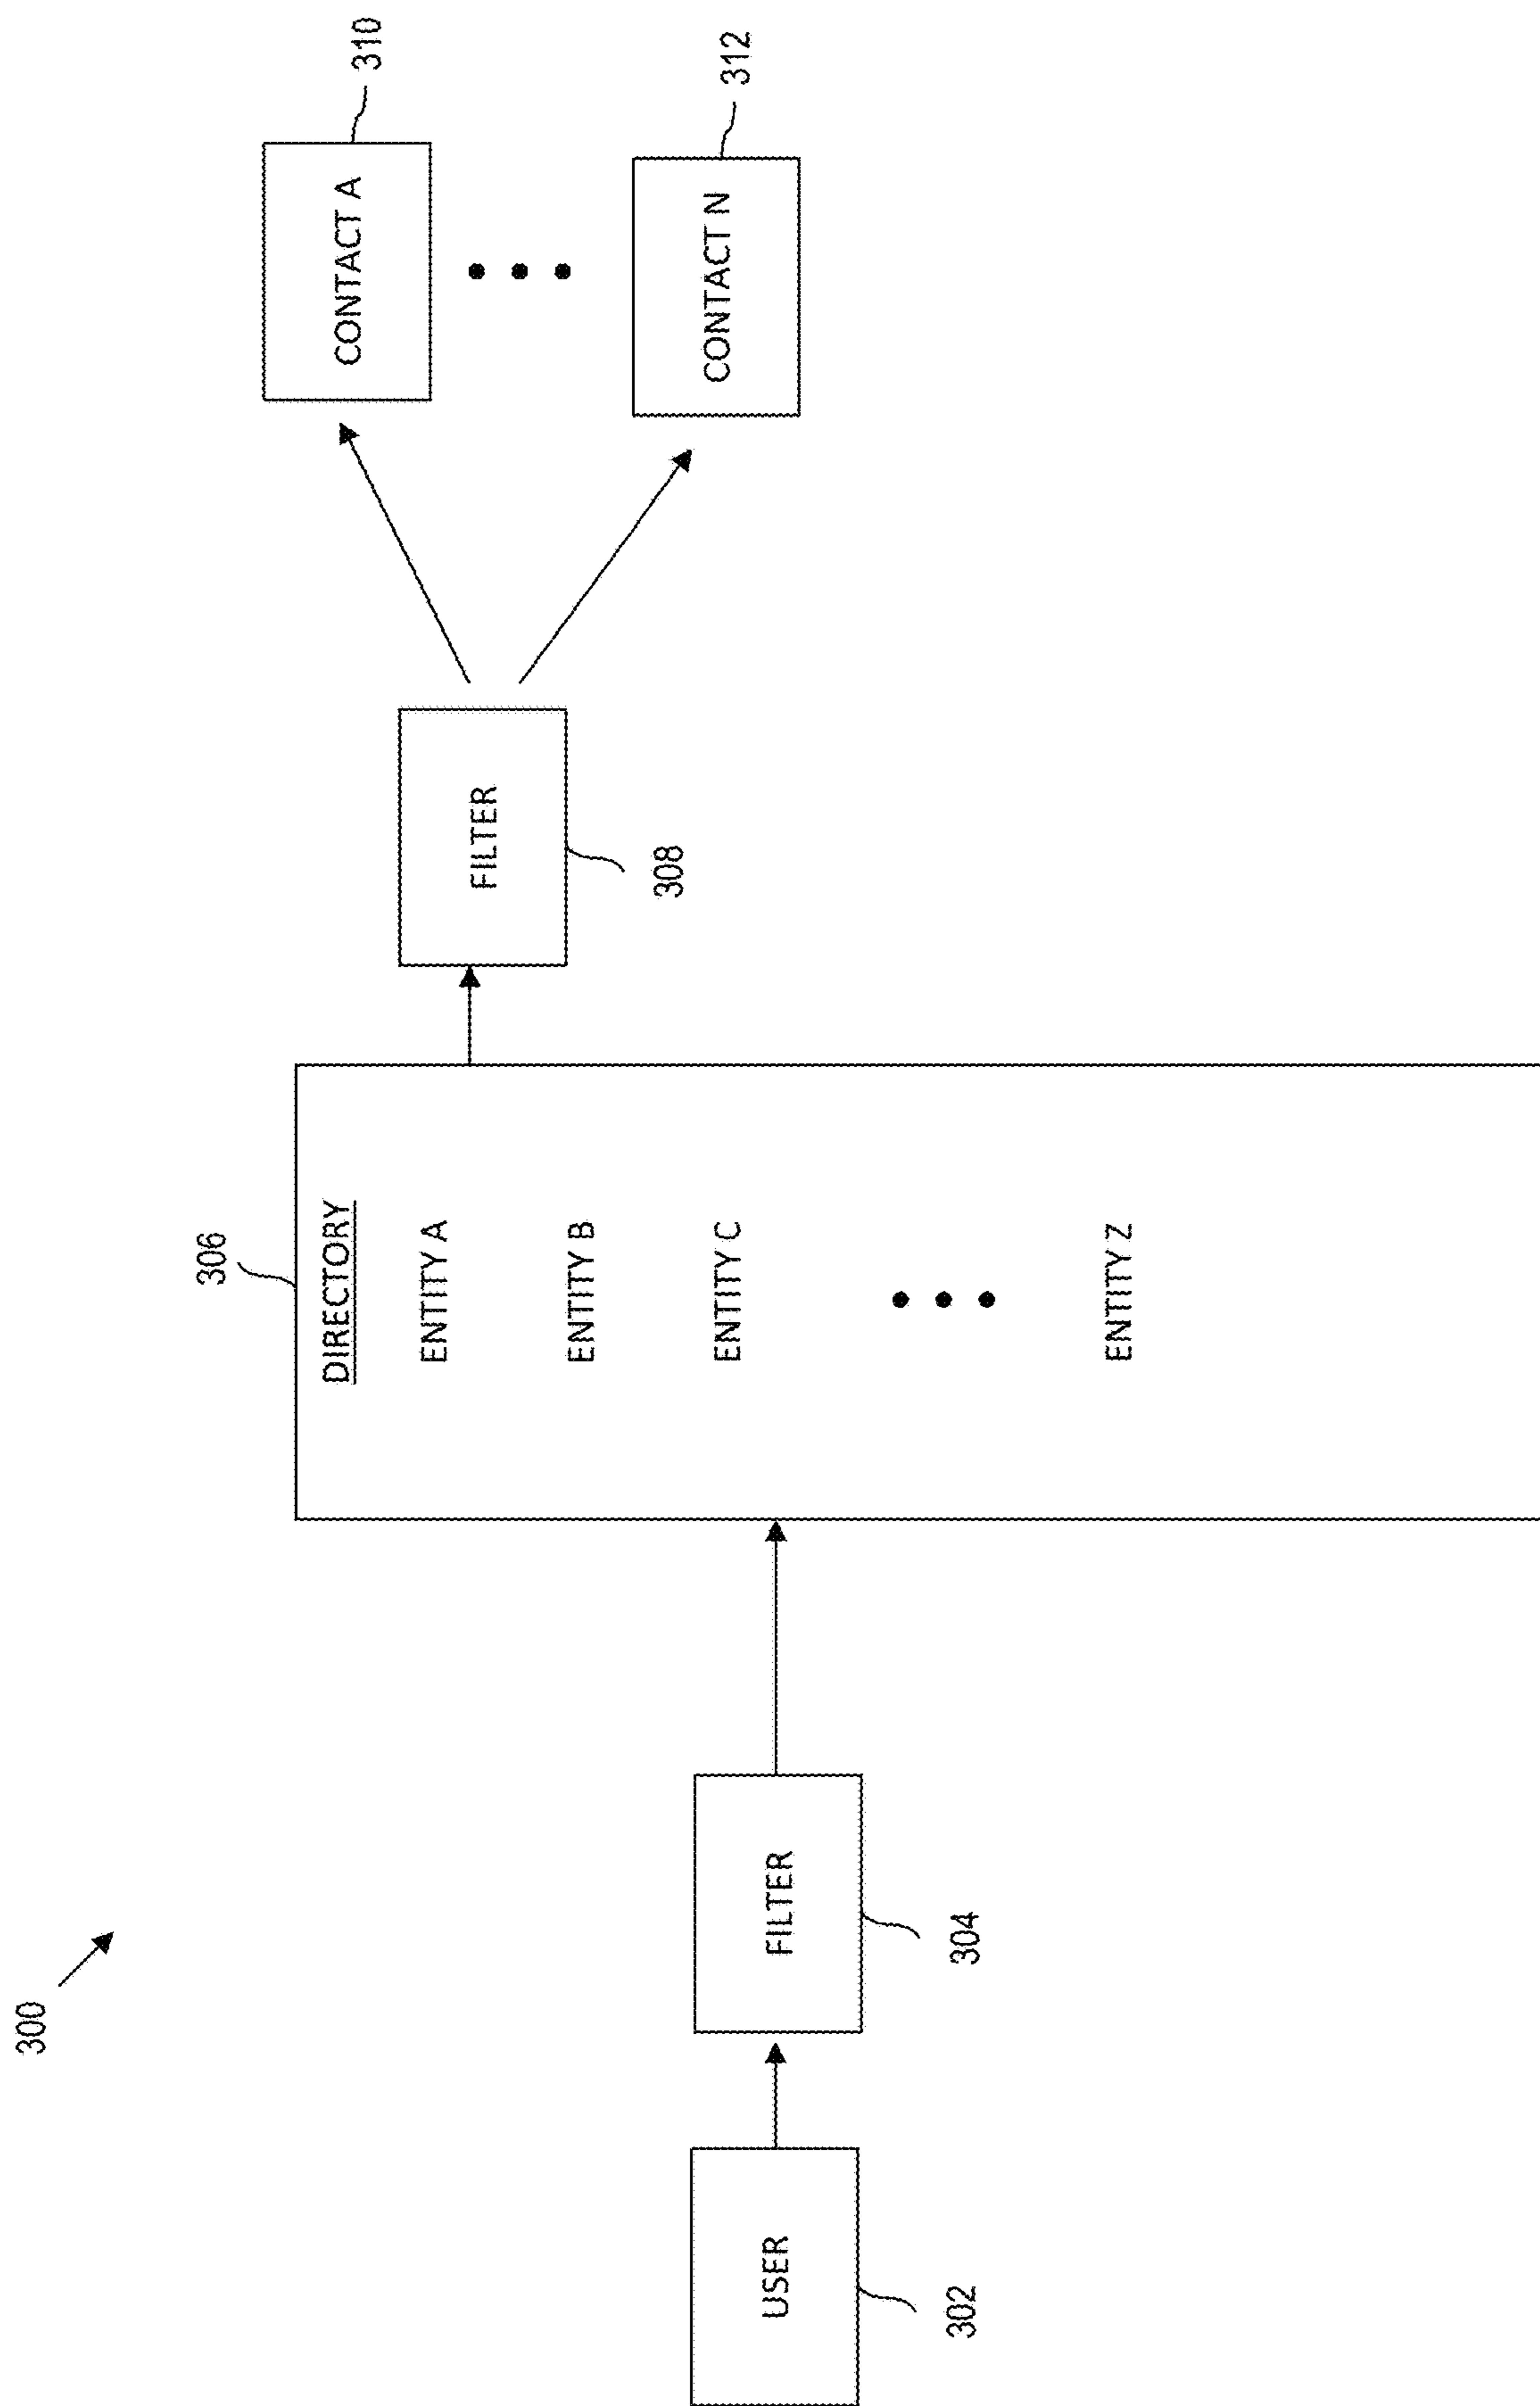 300
USER
302
FILTER
304
306
DIRECTORY
ENTITY A
ENTITY B
ENTITY C
ENTITY Z
FILTER
308
CONTACT A
310
CONTACT N
312